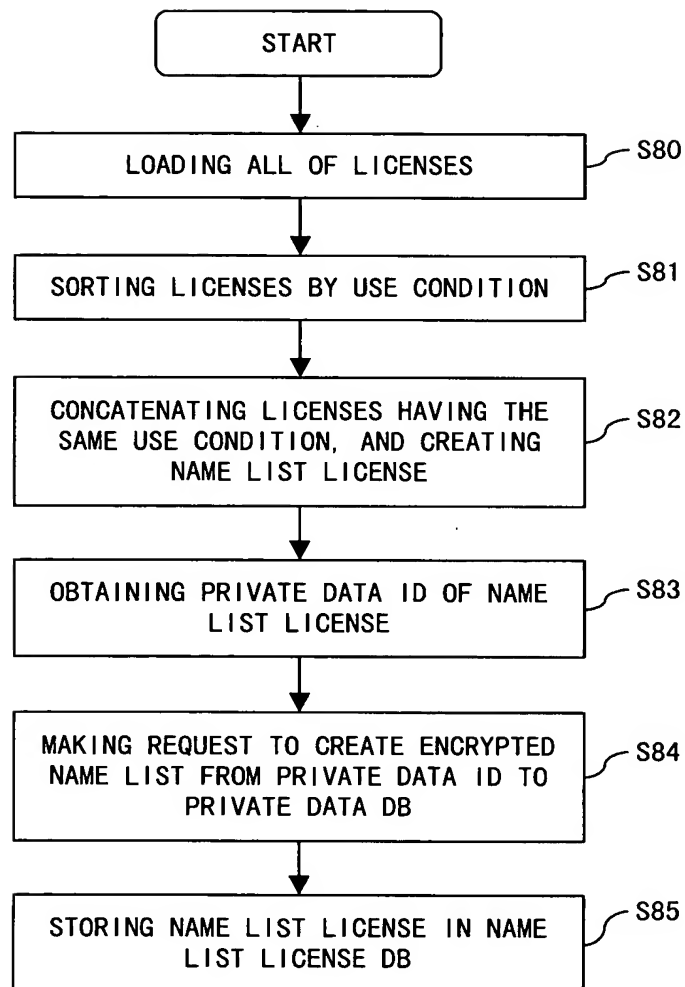 START
LOADING ALL OF LICENSES
S80
SORTING LICENSES BY USE CONDITION
S81
CONCATENATING LICENSES HAVING THE
SAME USE CONDITION, AND CREATING
NAME LIST LICENSE
S82
OBTAINING PRIVATE DATA ID OF NAME
LIST LICENSE
S83
MAKING REQUEST TO CREATE ENCRYPTED
NAME LIST FROM PRIVATE DATA ID TO
PRIVATE DATA DB
S84
STORING NAME LIST LICENSE IN NAME
LIST LICENSE DB
S85